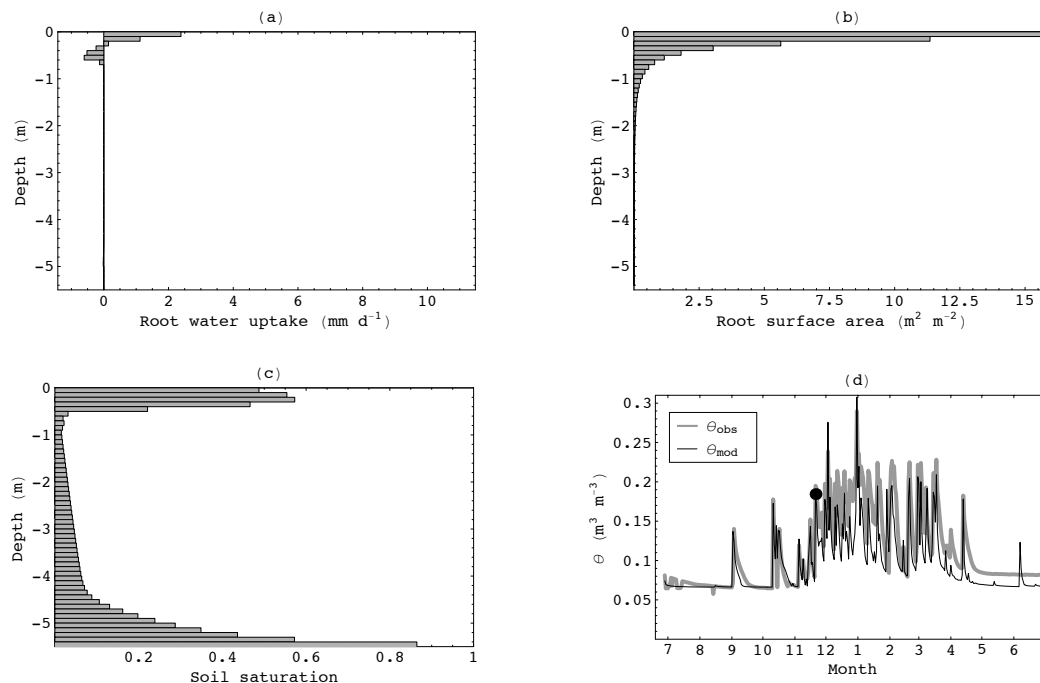 (a)
0
-1
-2
-3
-4
-5
Depth (m)
0 2 4 6 8 10
Root water uptake (mm d⁻¹)
(b)
0
-1
-2
-3
-4
-5
Depth (m)
2.5 5 7.5 10 12.5 15
Root surface area (m² m⁻²)
(c)
0
-1
-2
-3
-4
-5
Depth (m)
0.2 0.4 0.6 0.8 1
Soil saturation
(d)
0.3
0.25
0.2
0.15
0.1
0.05
θ (m³ m⁻³)
θobs
θmod
7 8 9 10 11 12 1 2 3 4 5 6
Month